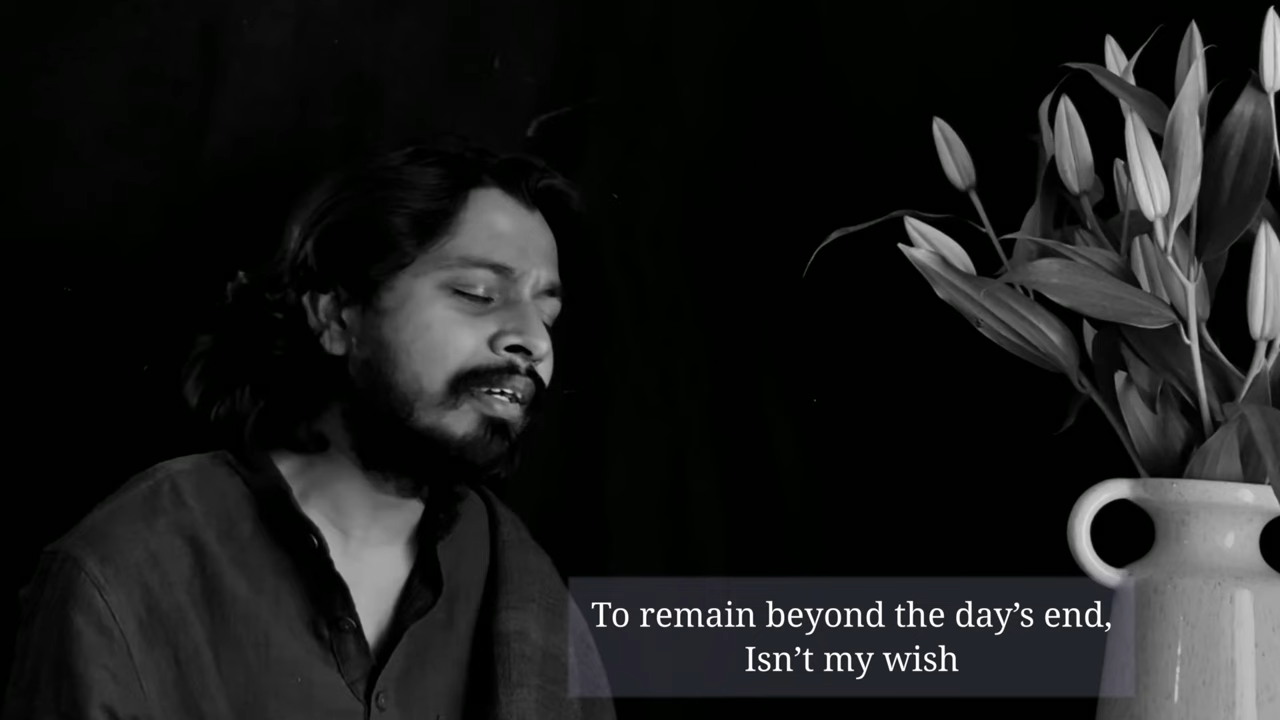 To remain beyond the day’s end,
Isn’t my wish